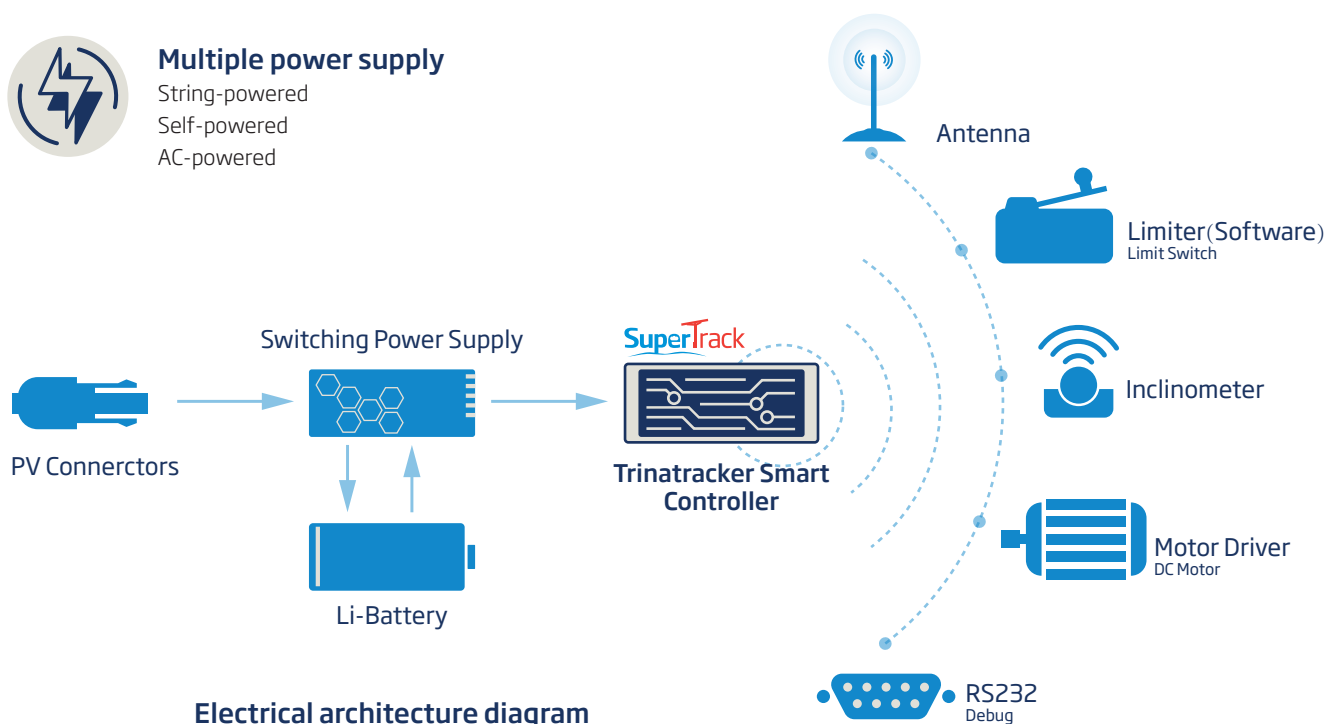 Multiple power supply
String-powered
Self-powered
AC-powered
Antenna
Limiter(Software)
Limit Switch
Switching Power Supply
SuperTrack
Inclinometer
PV Connerctors
Trinatracker Smart
Controller
Motor Driver
DC Motor
Li-Battery
RS232
Debug
Electrical architecture diagram